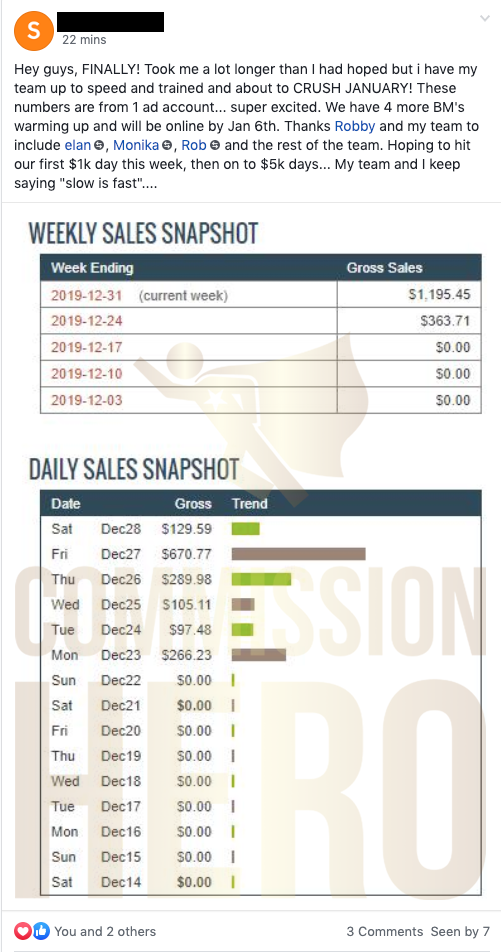 S
22 mins
Hey guys, FINALLY! Took me a lot longer than I had hoped but i have my
team up to speed and trained and about to CRUSH JANUARY! These
numbers are from 1 ad account... super excited. We have 4 more BM's
warming up and will be online by Jan 6th. Thanks Robby and my team to
include elan, Monika, Rob and the rest of the team. Hoping to hit
our first $1k day this week, then on to $5k days... My team and I keep
saying "slow is fast"....
WEEKLY SALES SNAPSHOT
Week Ending Gross Sales
2019-12-31 (current week) $1,195.45
2019-12-24 $363.71
2019-12-17 $0.00
2019-12-10 $0.00
2019-12-03 $0.00
DAILY SALES SNAPSHOT
Date Gross Trend
Sat Dec28 $129.59
Fri Dec27 $670.77
Thu Dec26 $289.98
Wed Dec25 $105.11
Tue Dec24 $97.48
Mon Dec23 $266.23
Sun Dec22 $0.00
Sat Dec21 $0.00
Fri Dec20 $0.00
Thu Dec19 $0.00
Wed Dec18 $0.00
Tue Dec17 $0.00
Mon Dec16 $0.00
Sun Dec15 $0.00
Sat Dec14 $0.00
COMMISSION
HERO
You and 2 others 3 Comments Seen by 7